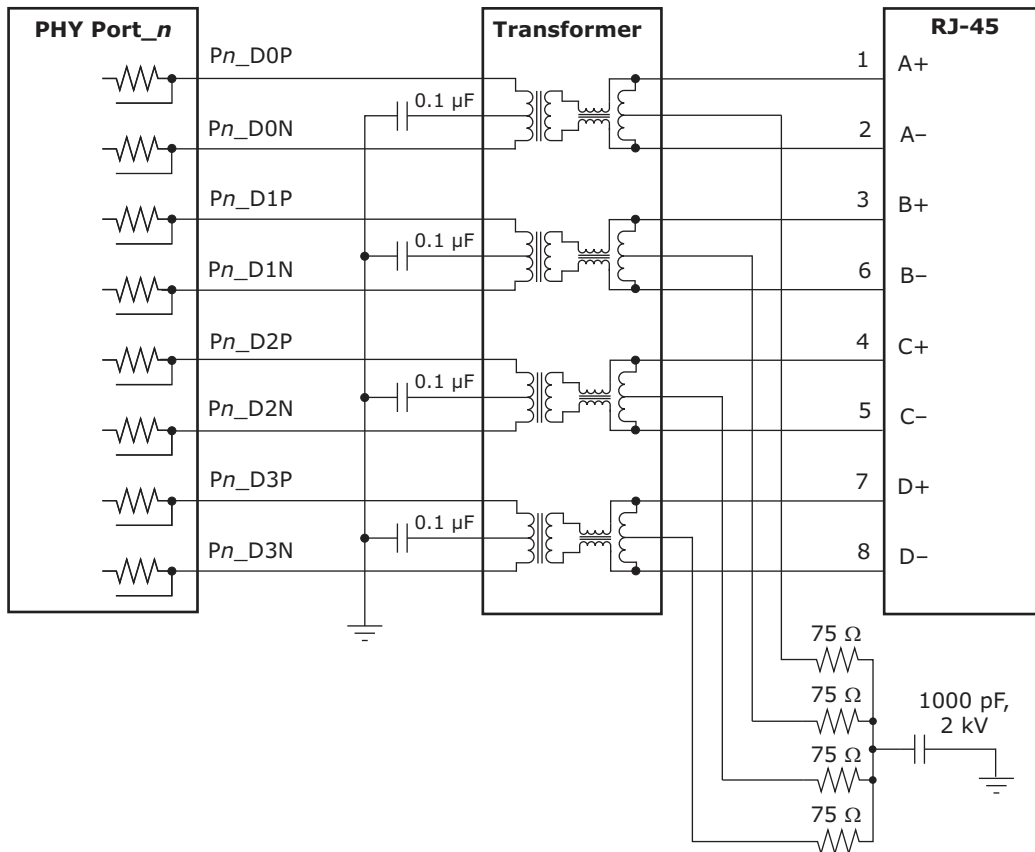 PHY Port_n
Transformer
RJ-45
Pn_D0P
1 A+
0.1 µF
Pn_D0N
2 A–
Pn_D1P
3 B+
0.1 µF
Pn_D1N
6 B–
Pn_D2P
4 C+
0.1 µF
Pn_D2N
5 C–
Pn_D3P
7 D+
0.1 µF
Pn_D3N
8 D–
75 Ω
75 Ω
1000 pF,
2 kV
75 Ω
75 Ω